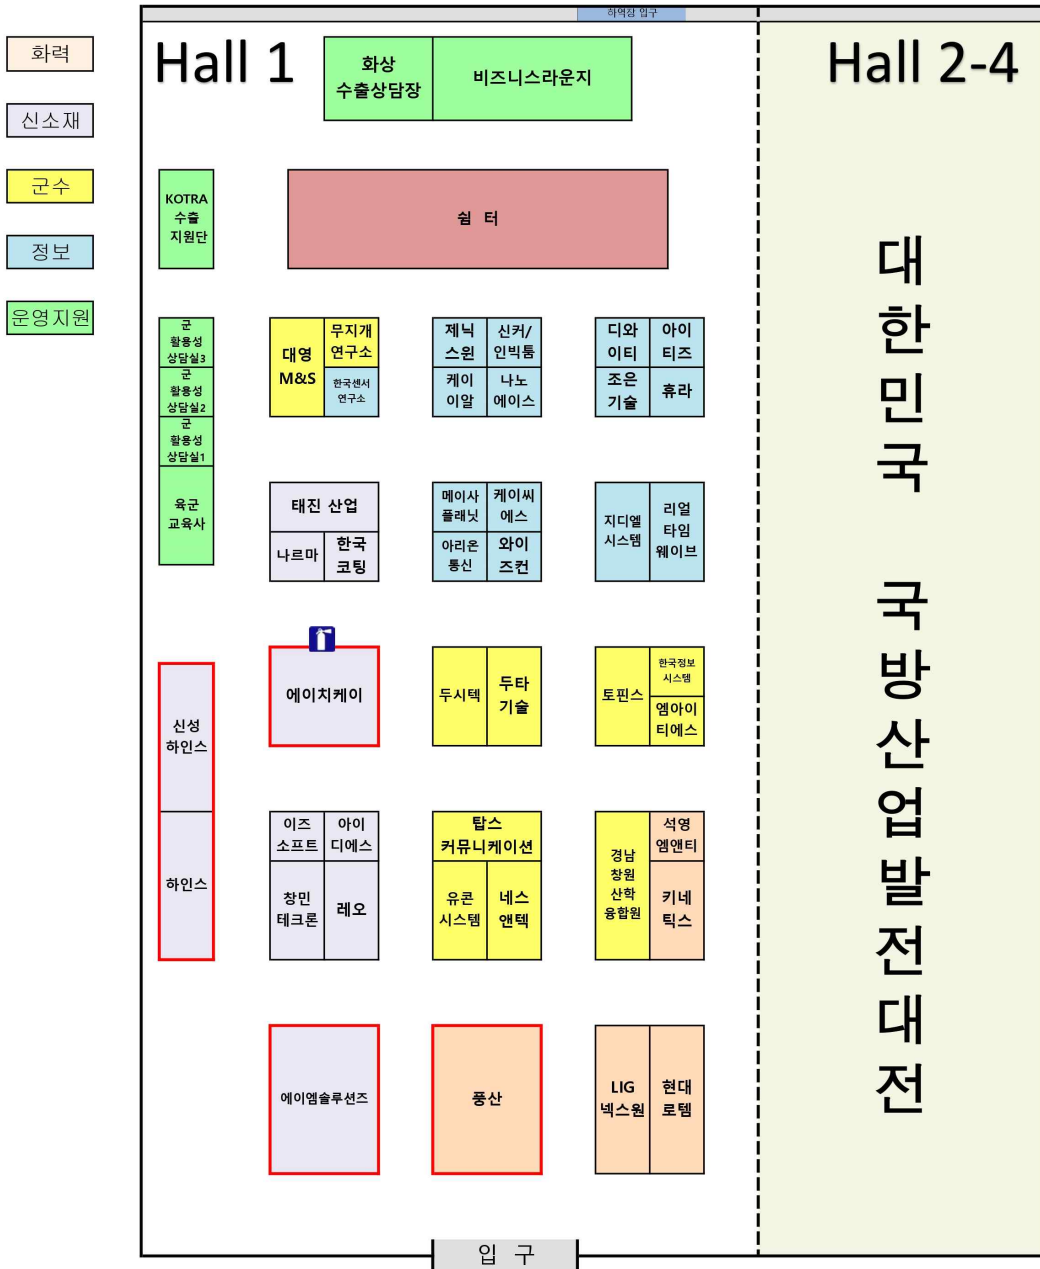 하역장 입구
화력
신소재
군수
정보
운영지원
Hall 1
화상
수출상담장
비즈니스라운지
Hall 2-4
KOTRA
수출
지원단
쉼 터
군
활용성
상담실3
군
활용성
상담실2
군
활용성
상담실1
육군
교육사
대영
M&S
무지개
연구소
한국센서
연구소
제닉
스윈
신커/
인빅툼
케이
이알
나노
에이스
디와
이티
아이
티즈
조은
기술
휴라
태진 산업
나르마
한국
코팅
메이사
플래닛
케이씨
에스
아리온
통신
와이
즈컨
지디엘
시스템
리얼
타임
웨이브
신성
하인스
하인스
에이치케이
두시텍
두타
기술
토핀스
한국정보
시스템
엠아이
티에스
이즈
소프트
아이
디에스
창민
테크론
레오
탑스
커뮤니케이션
유콘
시스템
네스
앤텍
경남
창원
산학
융합원
석영
엠앤티
키네
틱스
에이엠솔루션즈
풍산
LIG
넥스원
현대
로템
대한민국 국방산업발전대전
입 구